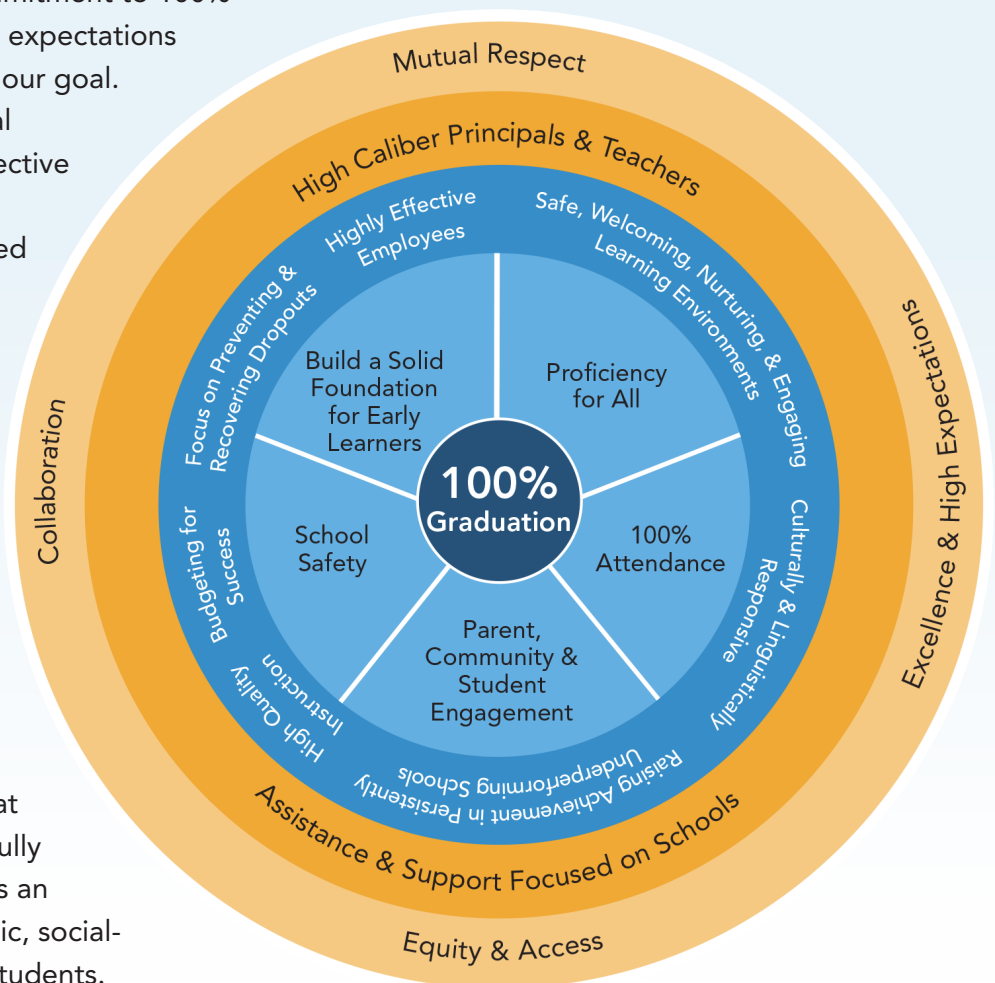 mmitment to 100%
expectations
our goal.
al
ective
ed
at
ully
s an
ic, social-
tudents.
Mutual Respect
Excellence & High Expectations
Equity & Access
Collaboration
High Caliber Principals & Teachers
Assistance & Support Focused on Schools
Highly Effective
Employees
Safe, Welcoming, Nurturing, & Engaging
Learning Environments
Culturally & Linguistically
Responsive
Raising Achievement in Persistently
Underperforming Schools
High Quality
Instruction
Budgeting for
Success
Focus on Preventing &
Recovering Dropouts
Build a Solid
Foundation
for Early
Learners
Proficiency
for All
100%
Attendance
Parent,
Community &
Student
Engagement
School
Safety
100%
Graduation